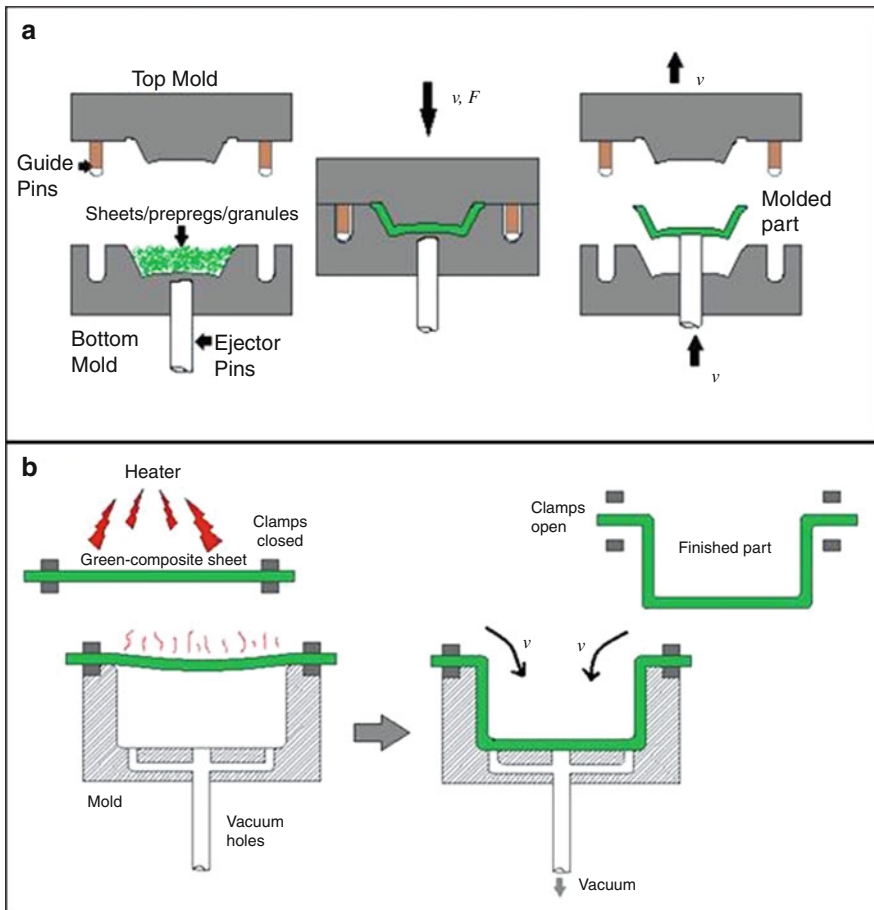 a
Top Mold
v, F
v
Guide
Pins
Sheets/prepregs/granules
Molded
part
Bottom
Mold
Ejector
Pins
v
b
Heater
Clamps
closed
Green-composite sheet
Clamps
open
Finished part
v
v
Mold
Vacuum
holes
Vacuum